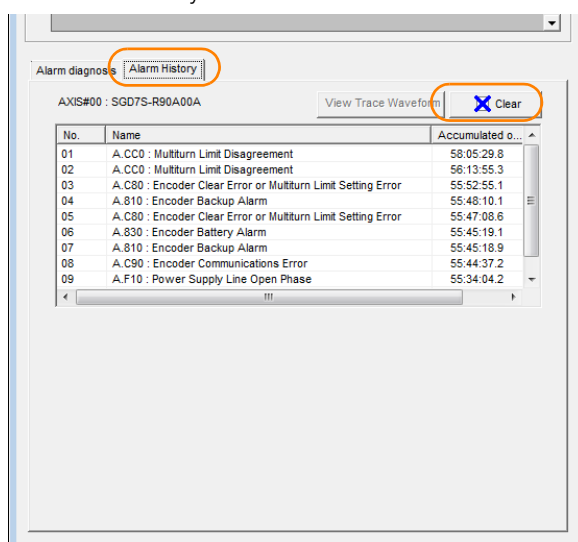 Alarm diagnosis Alarm History
AXIS#00 : SGD7S-R90A00A View Trace Waveform Clear
No. Name Accumulated o...
01 A.CC0 : Multiturn Limit Disagreement 58:05:29.8
02 A.CC0 : Multiturn Limit Disagreement 56:13:55.3
03 A.C80 : Encoder Clear Error or Multiturn Limit Setting Error 55:52:55.1
04 A.810 : Encoder Backup Alarm 55:48:10.1
05 A.C80 : Encoder Clear Error or Multiturn Limit Setting Error 55:47:08.6
06 A.830 : Encoder Battery Alarm 55:45:19.1
07 A.810 : Encoder Backup Alarm 55:45:18.9
08 A.C90 : Encoder Communications Error 55:44:37.2
09 A.F10 : Power Supply Line Open Phase 55:34:04.2